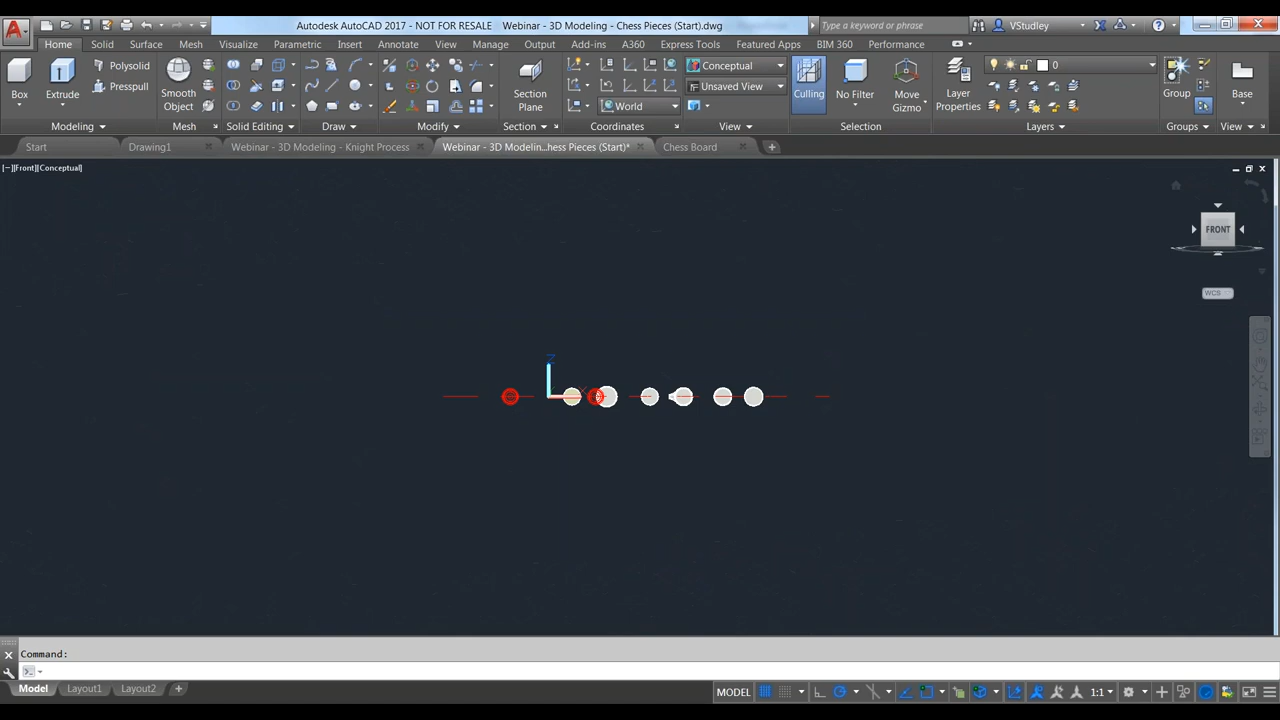 Autodesk AutoCAD 2017 - NOT FOR RESALE Webinar - 3D Modeling - Chess Pieces (Start).dwg
Type a keyword or phrase
VStudley
Home Solid Surface Mesh Visualize Parametric Insert Annotate View Manage Output Add-ins A360 Express Tools Featured Apps BIM 360 Performance
Polysolid
Presspull
Box
Extrude
Smooth
Object
Section
Plane
Conceptual
Unsaved View
World
Culling
No Filter
Move
Gizmo
Layer
Properties
0
Group
Base
Modeling
Mesh
Solid Editing
Draw
Modify
Section
Coordinates
View
Selection
Layers
Groups
View
Start
Drawing1
Webinar - 3D Modeling - Knight Process
Webinar - 3D Modelin...hess Pieces (Start)*
Chess Board
[−][Front][Conceptual]
FRONT
WCS
Z
X
Command:
Model
Layout1
Layout2
MODEL
1:1